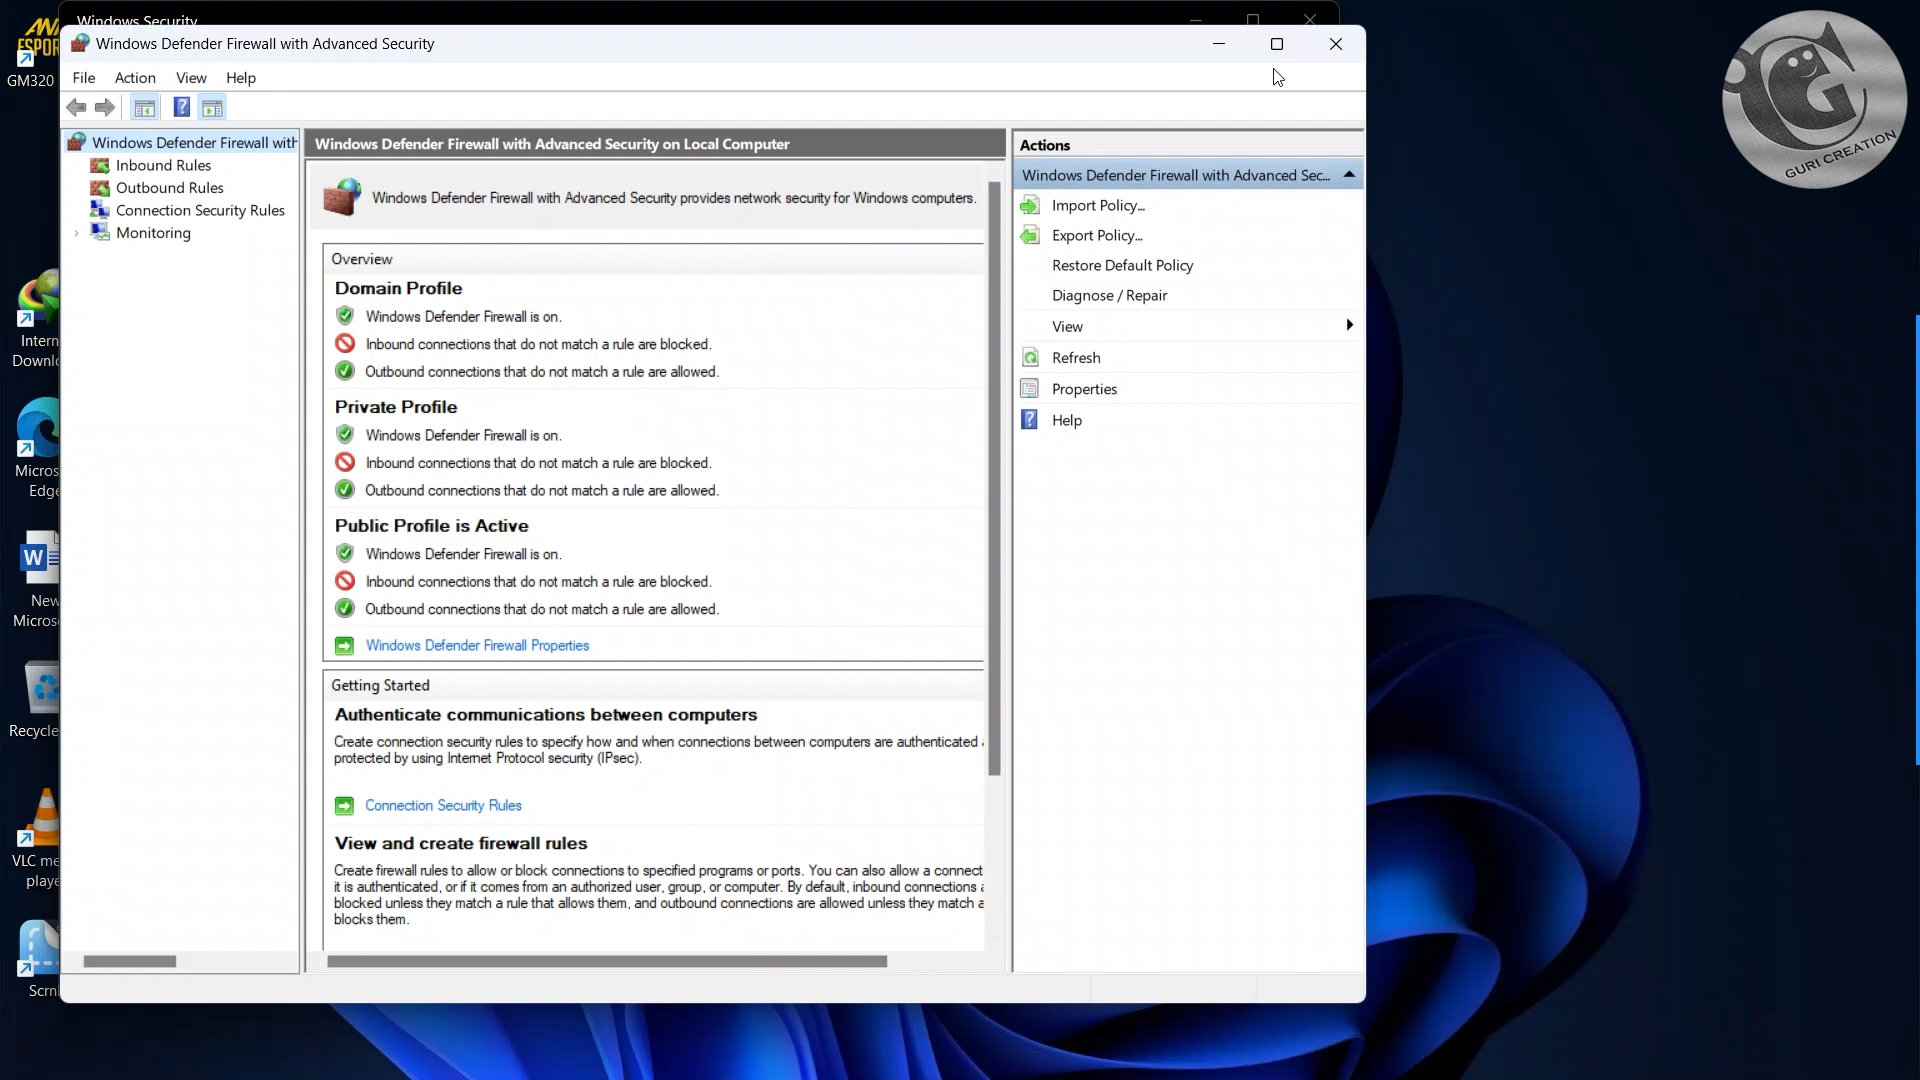 Windows Security
Windows Defender Firewall with Advanced Security
File Action View Help
Windows Defender Firewall with
Inbound Rules
Outbound Rules
Connection Security Rules
Monitoring
Windows Defender Firewall with Advanced Security on Local Computer
Windows Defender Firewall with Advanced Security provides network security for Windows computers.
Overview
Domain Profile
Windows Defender Firewall is on.
Inbound connections that do not match a rule are blocked.
Outbound connections that do not match a rule are allowed.
Private Profile
Windows Defender Firewall is on.
Inbound connections that do not match a rule are blocked.
Outbound connections that do not match a rule are allowed.
Public Profile is Active
Windows Defender Firewall is on.
Inbound connections that do not match a rule are blocked.
Outbound connections that do not match a rule are allowed.
Windows Defender Firewall Properties
Getting Started
Authenticate communications between computers
Create connection security rules to specify how and when connections between computers are authenticated
protected by using Internet Protocol security (IPsec).
Connection Security Rules
View and create firewall rules
Create firewall rules to allow or block connections to specified programs or ports. You can also allow a connect
it is authenticated, or if it comes from an authorized user, group, or computer. By default, inbound connections
blocked unless they match a rule that allows them, and outbound connections are allowed unless they match a
blocks them.
Actions
Windows Defender Firewall with Advanced Sec...
Import Policy...
Export Policy...
Restore Default Policy
Diagnose / Repair
View
Refresh
Properties
Help
GM320
Intern
Downlo
Micros
Edge
New
Micros
Recycle
VLC me
playe
Scrnl
GURI CREATION